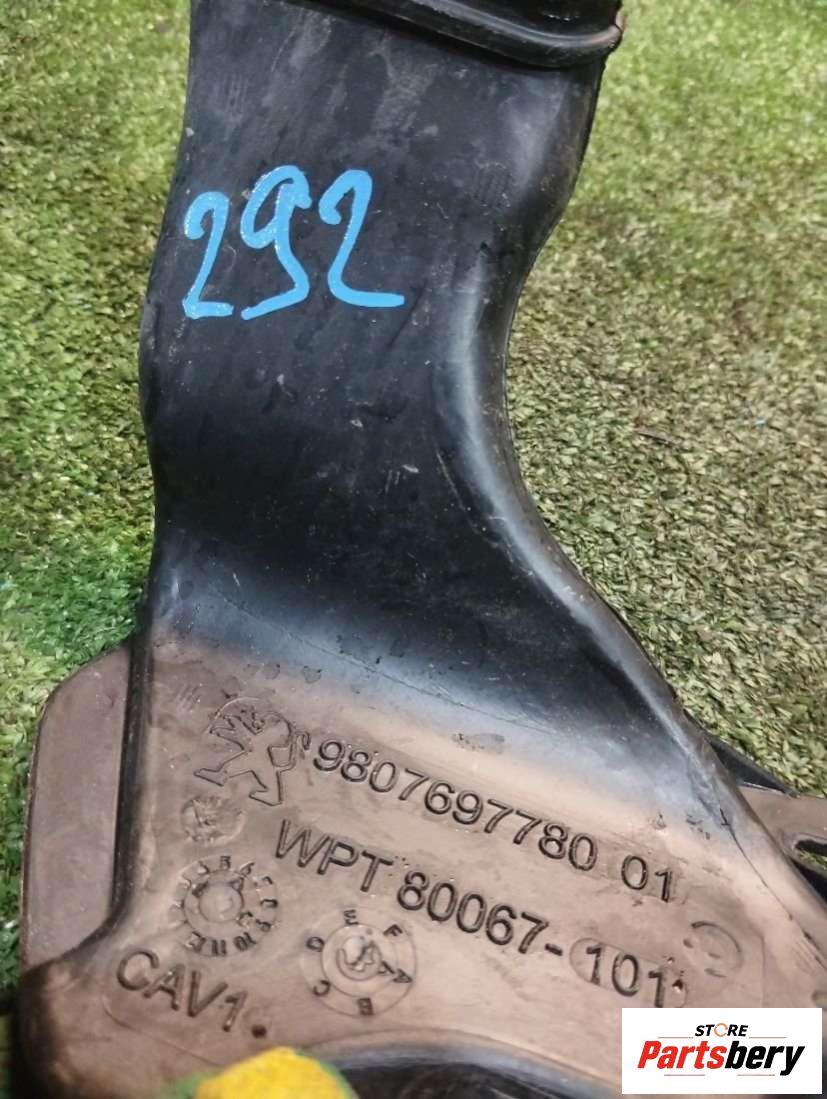 292
9807697780 01
WPT 80067-101
CAV1.
STORE
Partsbery